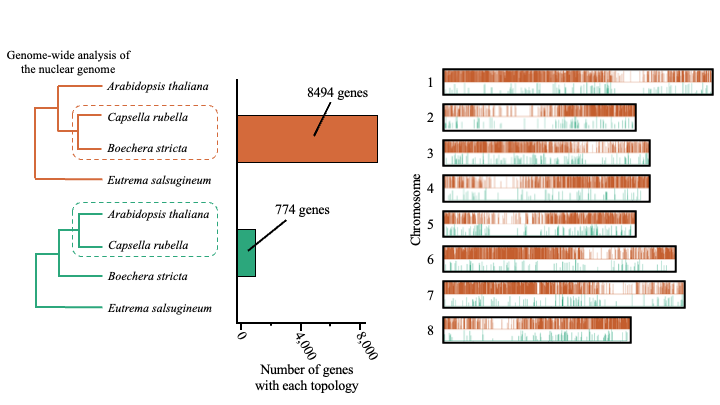 Genome-wide analysis of
the nuclear genome
Arabidopsis thaliana
Capsella rubella
Boechera stricta
Eutrema salsugineum
Arabidopsis thaliana
Capsella rubella
Boechera stricta
Eutrema salsugineum
8494 genes
774 genes
0
4,000
8,000
Number of genes
with each topology
Chromosome
1
2
3
4
5
6
7
8